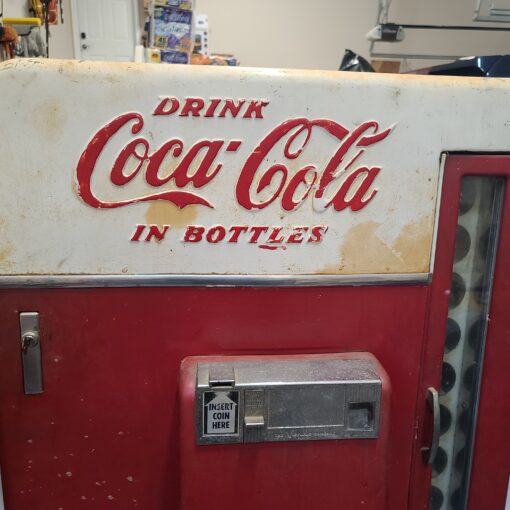 DRINK
Coca-Cola
IN BOTTLES
INSERT
COIN
HERE